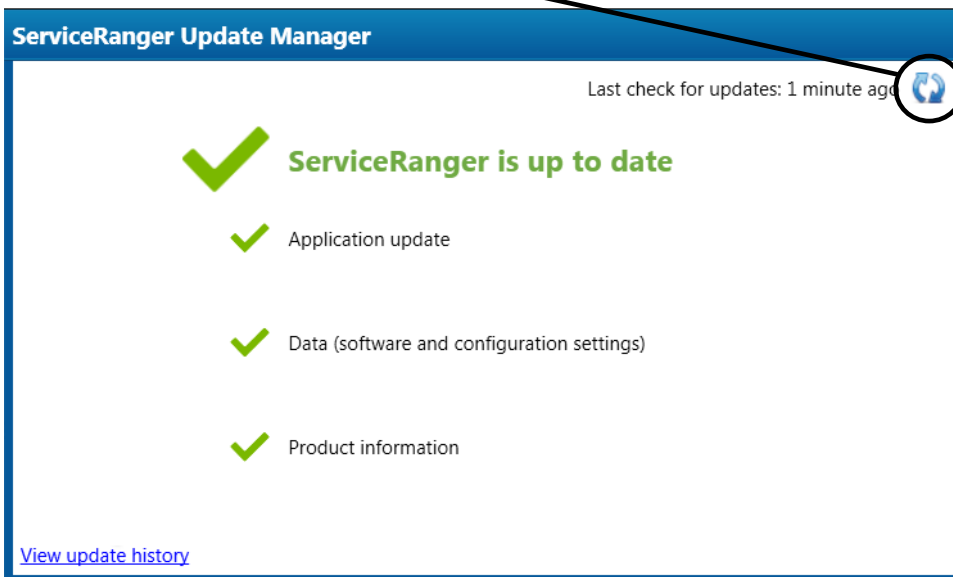 ServiceRanger Update Manager
Last check for updates: 1 minute ago
ServiceRanger is up to date
Application update
Data (software and configuration settings)
Product information
View update history